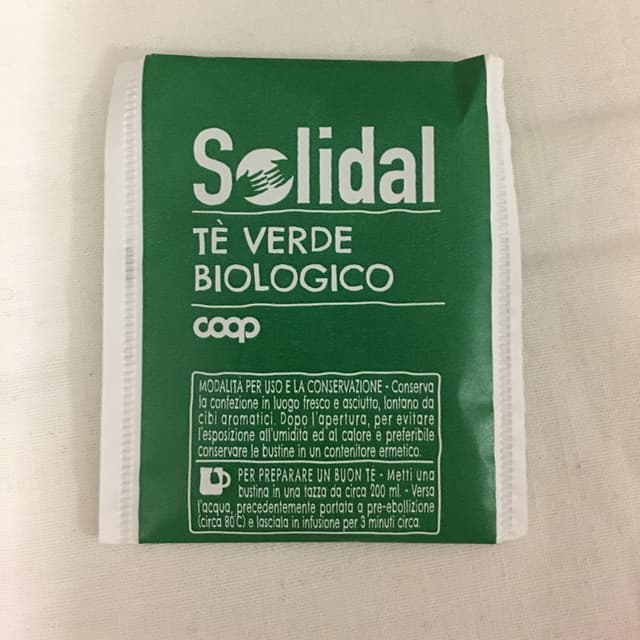 Solidal
TÈ VERDE
BIOLOGICO
coop
MODALITÀ PER USO E LA CONSERVAZIONE - Conserva
la confezione in luogo fresco e asciutto, lontano da
cibi aromatici. Dopo l'apertura, per evitare
l'esposizione all'umidità ed al calore è preferibile
conservare le bustine in un contenitore ermetico.
PER PREPARARE UN BUON TÈ - Metti una
bustina in una tazza da circa 200 ml. - Versa
l'acqua, precedentemente portata a pre-ebollizione
(circa 80°C) e lasciala in infusione per 3 minuti circa.